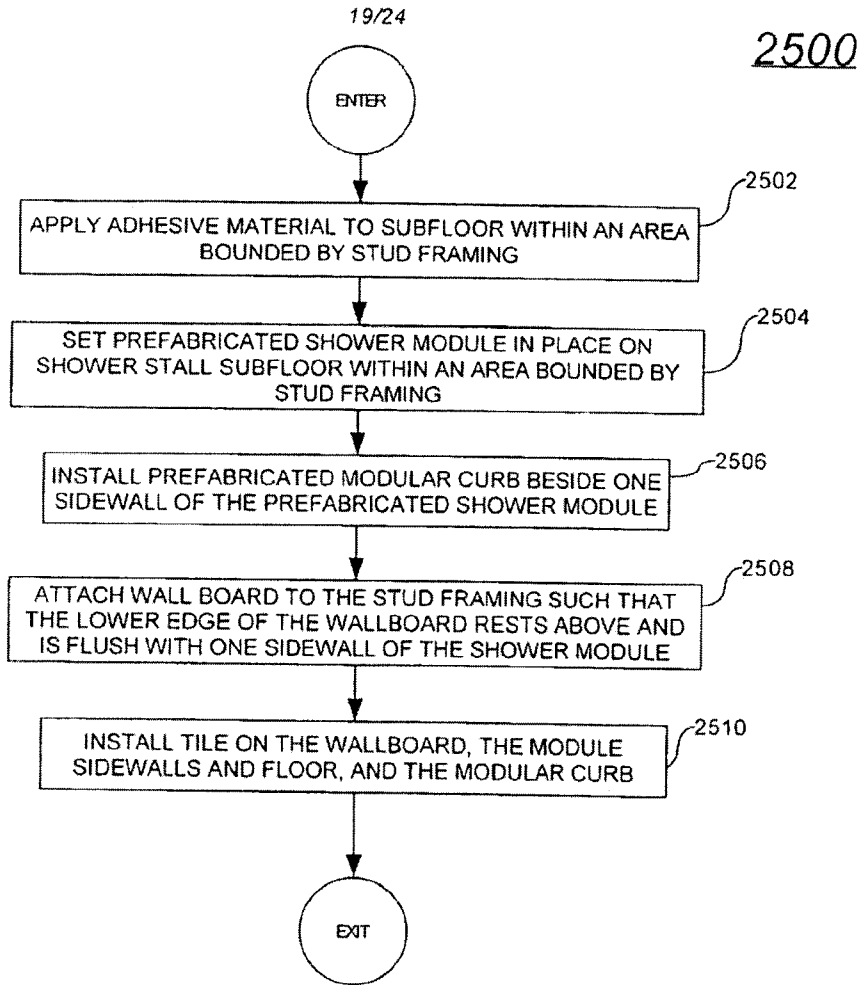 19/24
2500
ENTER
2502
APPLY ADHESIVE MATERIAL TO SUBFLOOR WITHIN AN AREA
BOUNDED BY STUD FRAMING
2504
SET PREFABRICATED SHOWER MODULE IN PLACE ON
SHOWER STALL SUBFLOOR WITHIN AN AREA BOUNDED BY
STUD FRAMING
2506
INSTALL PREFABRICATED MODULAR CURB BESIDE ONE
SIDEWALL OF THE PREFABRICATED SHOWER MODULE
2508
ATTACH WALL BOARD TO THE STUD FRAMING SUCH THAT
THE LOWER EDGE OF THE WALLBOARD RESTS ABOVE AND
IS FLUSH WITH ONE SIDEWALL OF THE SHOWER MODULE
2510
INSTALL TILE ON THE WALLBOARD, THE MODULE
SIDEWALLS AND FLOOR, AND THE MODULAR CURB
EXIT